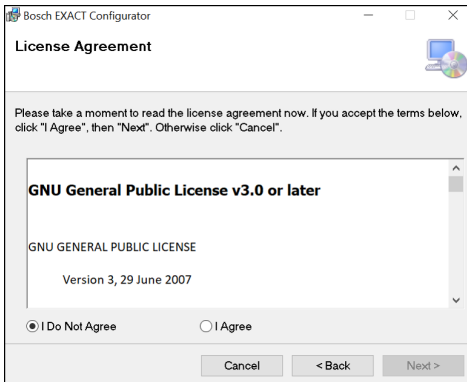 Bosch EXACT Configurator
License Agreement
Please take a moment to read the license agreement now. If you accept the terms below,
click "I Agree", then "Next". Otherwise click "Cancel".
GNU General Public License v3.0 or later
GNU GENERAL PUBLIC LICENSE
Version 3, 29 June 2007
I Do Not Agree I Agree
Cancel < Back Next >